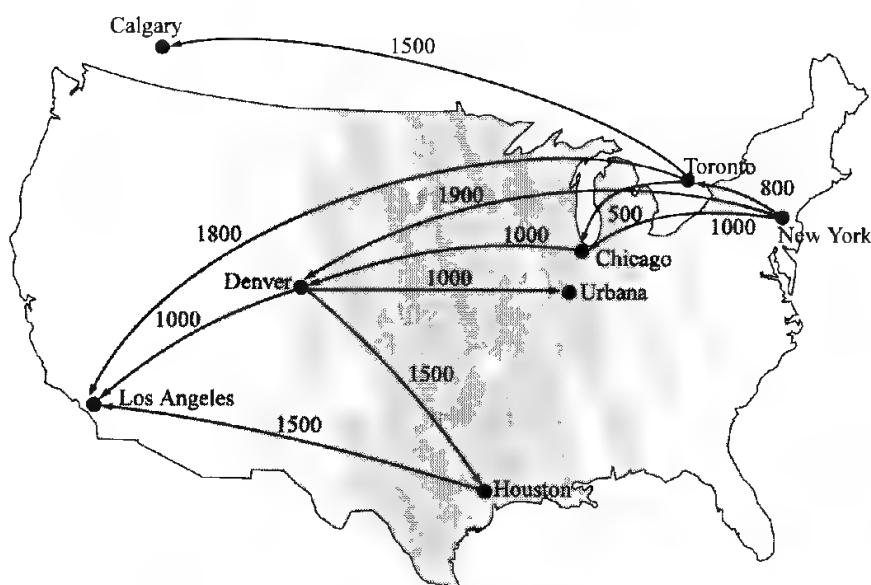 Calgary
1500
Toronto
800
1900
500
1000
New York
1800
1000
Chicago
Denver
1000
Urbana
1000
1500
Los Angeles
1500
Houston